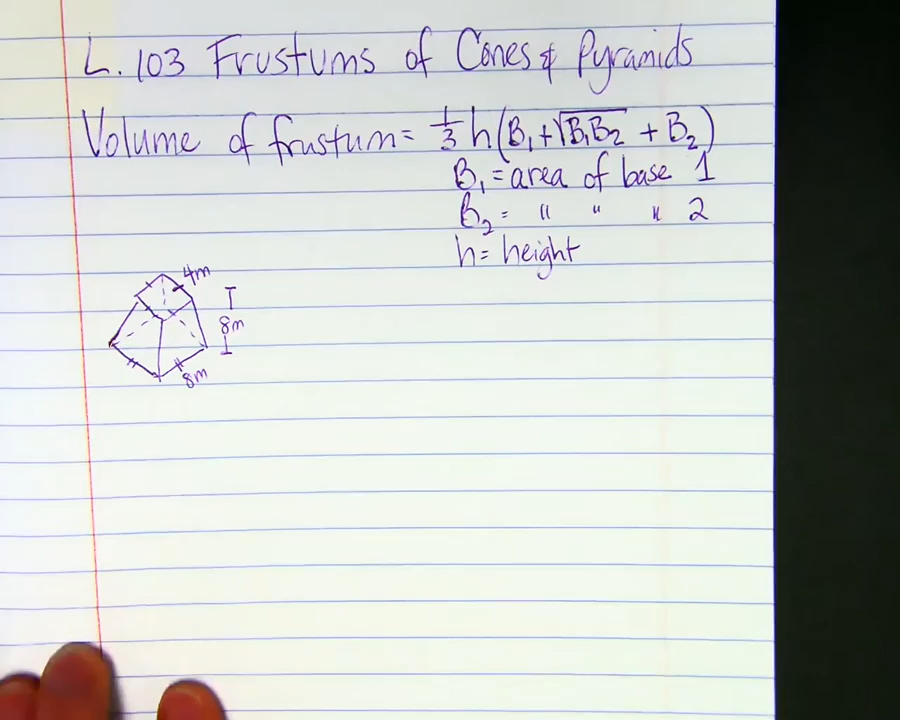 L. 103 Frustums of Cones & Pyramids
Volume of frustum = 1/3 h(B₁ + √B₁B₂ + B₂)
B₁ = area of base 1
B₂ = " " " 2
h = height
4m
8m
8m